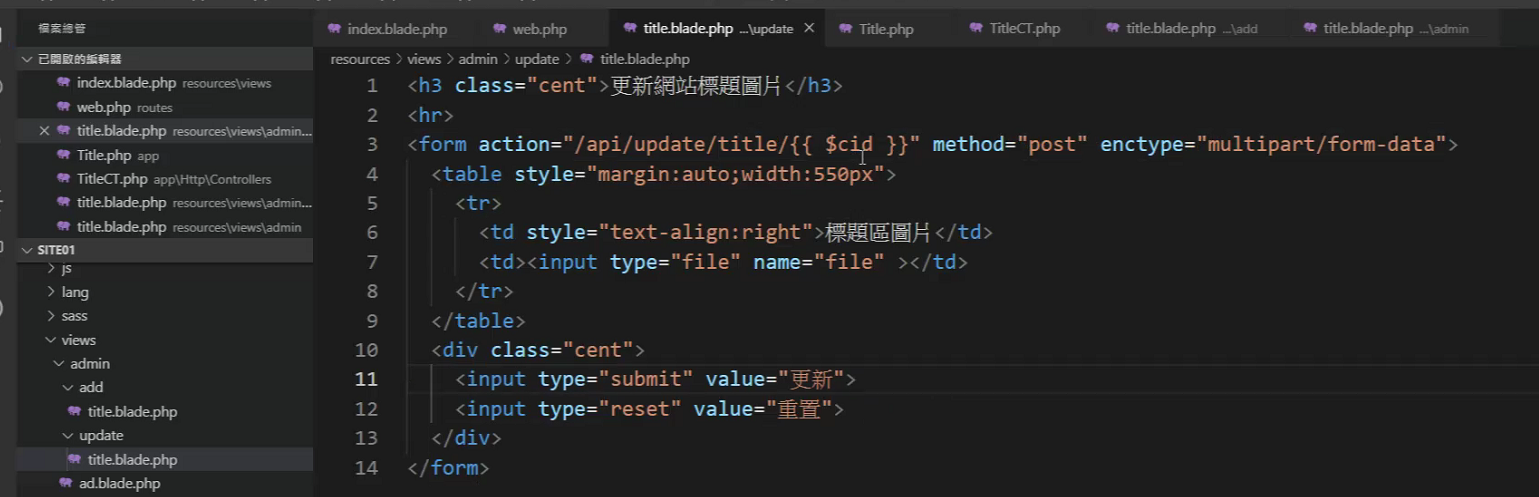 檔案總管
已開啟的編輯器
index.blade.php resources\views
web.php routes
title.blade.php resources\views\admin...
Title.php app
TitleCT.php app\Http\Controllers
title.blade.php resources\views\admin...
title.blade.php resources\views\admin
SITE01
js
lang
sass
views
admin
add
title.blade.php
update
title.blade.php
ad.blade.php
index.blade.php web.php title.blade.php ...\update Title.php TitleCT.php title.blade.php ...\add title.blade.php ...\admin
resources > views > admin > update > title.blade.php
1 <h3 class="cent">更新網站標題圖片</h3>
2 <hr>
3 <form action="/api/update/title/{{ $cid }}" method="post" enctype="multipart/form-data">
4 <table style="margin:auto;width:550px">
5 <tr>
6 <td style="text-align:right">標題區圖片</td>
7 <td><input type="file" name="file" ></td>
8 </tr>
9 </table>
10 <div class="cent">
11 <input type="submit" value="更新">
12 <input type="reset" value="重置">
13 </div>
14 </form>